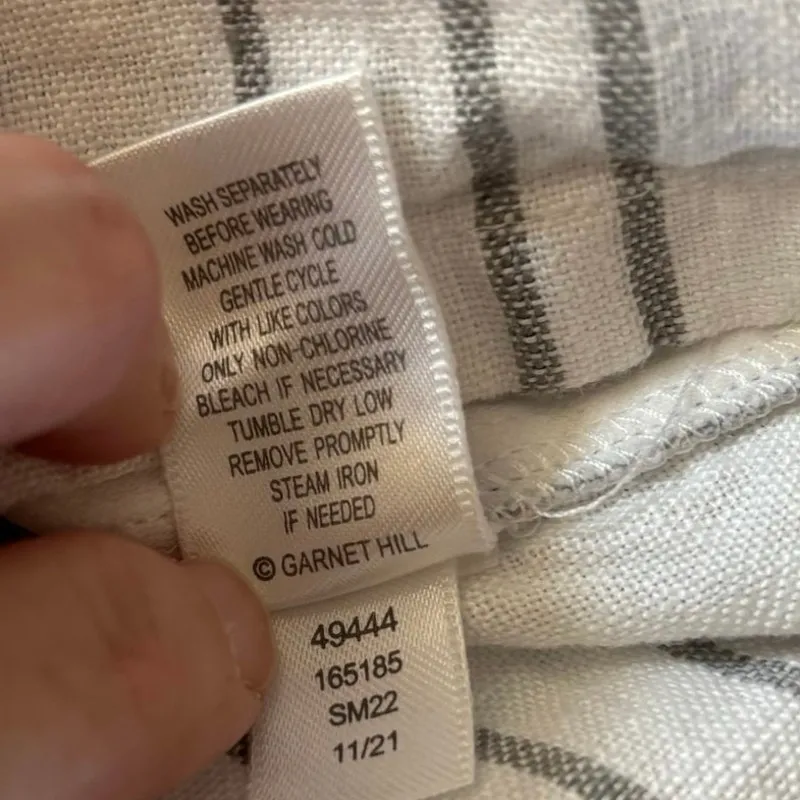 WASH SEPARATELY
BEFORE WEARING
MACHINE WASH COLD
GENTLE CYCLE
WITH LIKE COLORS
ONLY NON-CHLORINE
BLEACH IF NECESSARY
TUMBLE DRY LOW
REMOVE PROMPTLY
STEAM IRON
IF NEEDED
© GARNET HILL
49444
165185
SM22
11/21